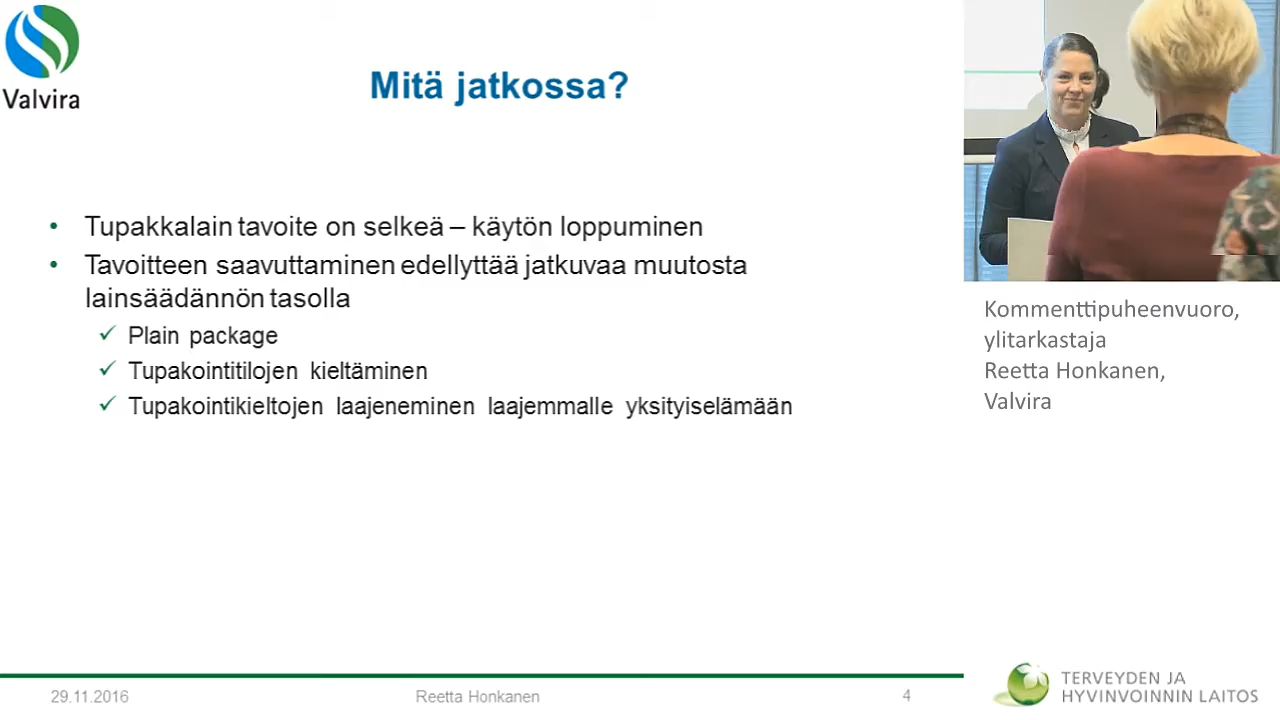 Valvira
Mitä jatkossa?
• Tupakkalain tavoite on selkeä – käytön loppuminen
• Tavoitteen saavuttaminen edellyttää jatkuvaa muutosta
lainsäädännön tasolla
✓ Plain package
✓ Tupakointitilojen kieltäminen
✓ Tupakointikieltojen laajeneminen laajemmalle yksityiselämään
Kommenttipuheenvuoro,
ylitarkastaja
Reetta Honkanen,
Valvira
29.11.2016
Reetta Honkanen
4
TERVEYDEN JA
HYVINVOINNIN LAITOS